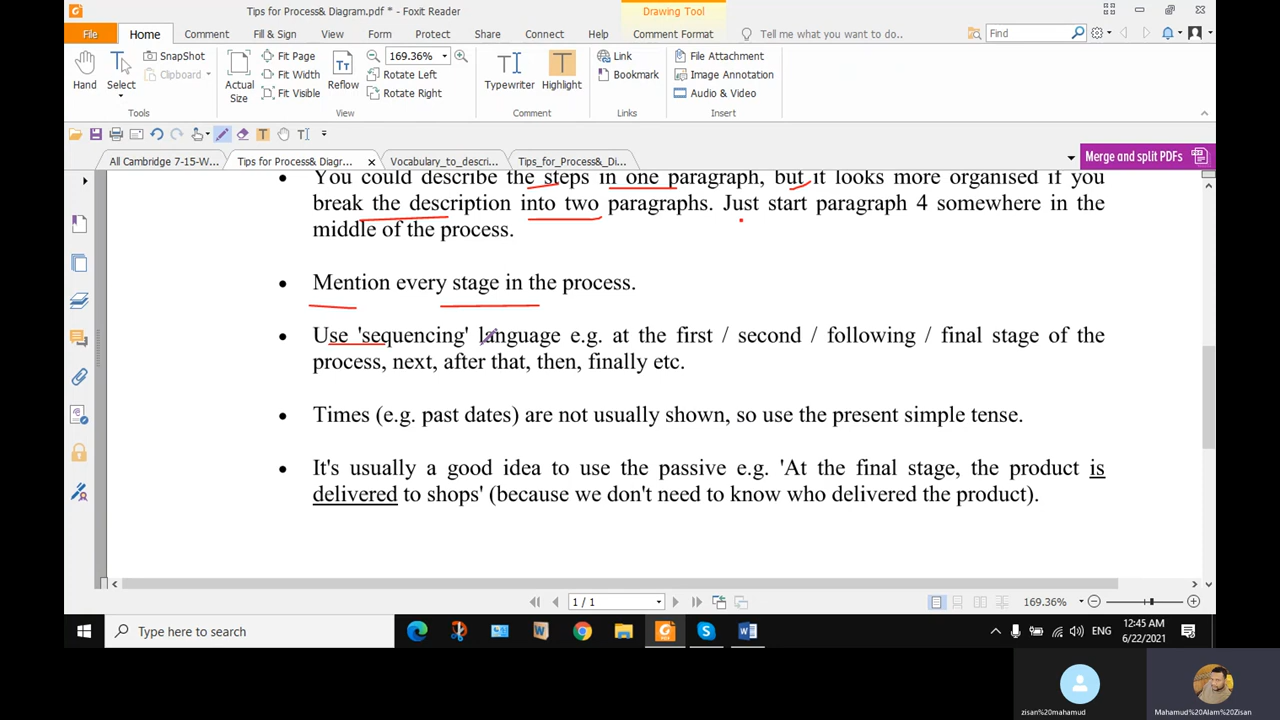 Tips for Process& Diagram.pdf * - Foxit Reader
Drawing Tool
File Home Comment Fill & Sign View Form Protect Share Connect Help Comment Format Tell me what you want to do.. Find
SnapShot
Clipboard
Hand
Select
Tools
Actual
Size
Fit Page
Fit Width
Fit Visible
Reflow
169.36%
Rotate Left
Rotate Right
View
Typewriter
Highlight
Comment
Link
Bookmark
Links
File Attachment
Image Annotation
Audio & Video
Insert
All Cambridge 7-15-W... Tips for Process& Diagram... Vocabulary_to_descri... Tips_for_Process&_Di... Merge and split PDFs
• You could describe the steps in one paragraph, but it looks more organised if you
break the description into two paragraphs. Just start paragraph 4 somewhere in the
middle of the process.
• Mention every stage in the process.
• Use 'sequencing' language e.g. at the first / second / following / final stage of the
process, next, after that, then, finally etc.
• Times (e.g. past dates) are not usually shown, so use the present simple tense.
• It's usually a good idea to use the passive e.g. 'At the final stage, the product is
delivered to shops' (because we don't need to know who delivered the product).
1 / 1
169.36%
Type here to search
ENG
12:45 AM
6/22/2021
zisan%20mahamud
Mahamud%20Alam%20Zisan